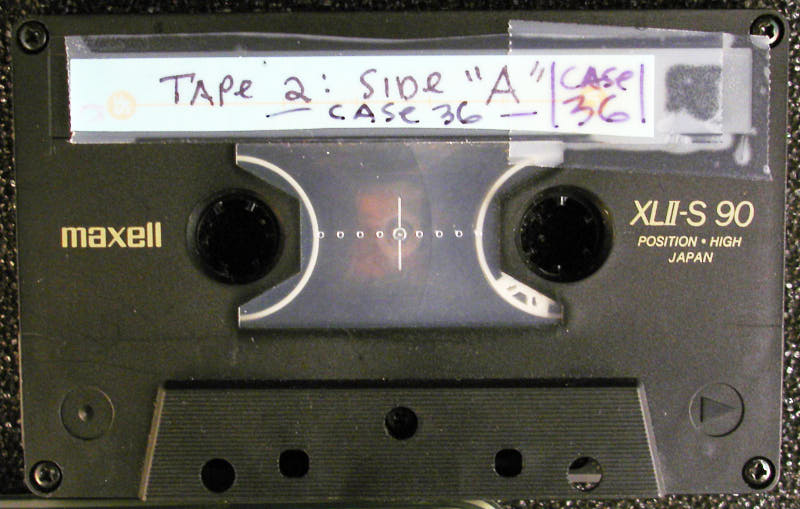 TAPe 2: SIDe "A"
— CASe 36 —
CASe
36
maxell
XLII-S 90
POSITION • HIGH
JAPAN